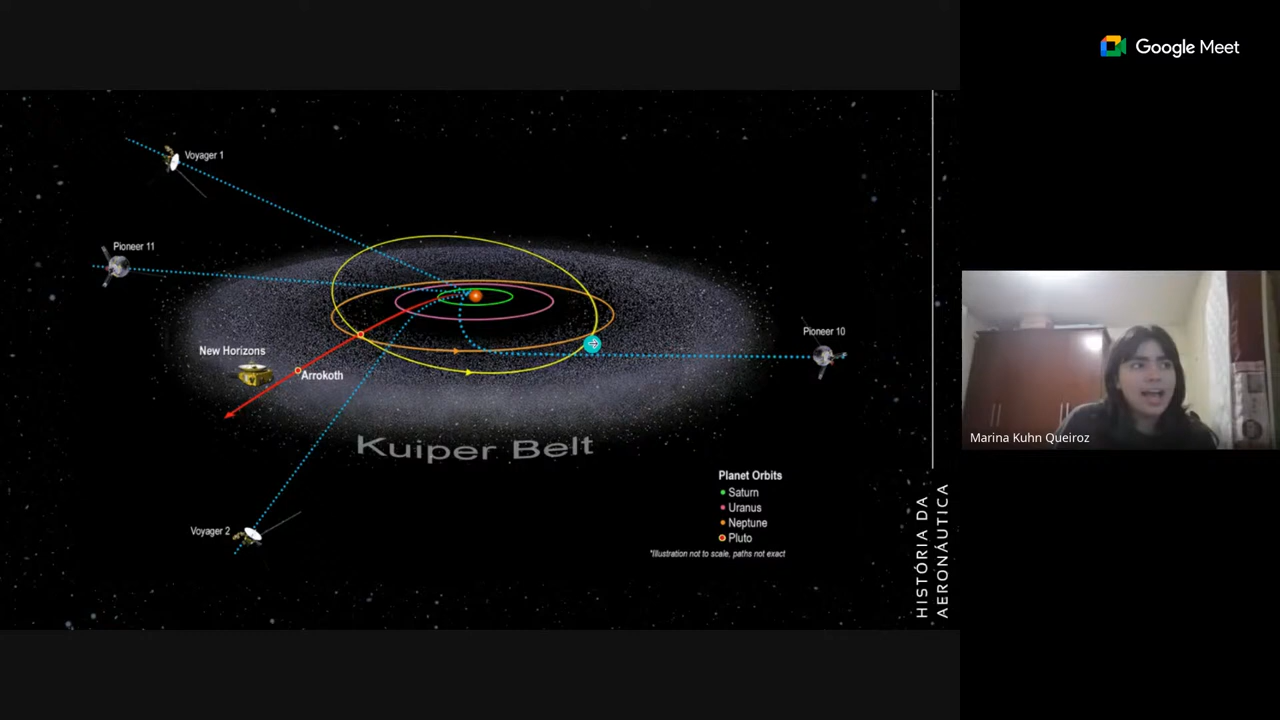 Google Meet
Voyager 1
Pioneer 11
New Horizons
Arrokoth
Pioneer 10
Kuiper Belt
Voyager 2
Planet Orbits
Saturn
Uranus
Neptune
Pluto
*Illustration not to scale, paths not exact
HISTÓRIA DA
AERONÁUTICA
Marina Kuhn Queiroz